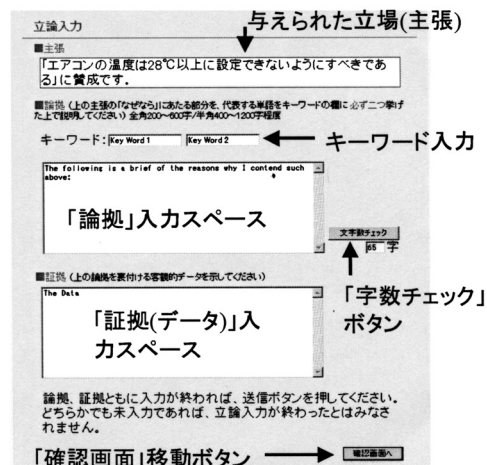 立論入力
与えられた立場(主張)
■主張
「エアコンの温度は28℃以上に設定できないようにすべきであ
る」に賛成です。
■論拠(上の主張の「なぜなら」にあたる部分を、代表する単語をキーワードの欄に必ず二つ挙げ
た上で説明してください) 全角200~600字/半角400~1200字程度
キーワード: Key Word 1 Key Word 2
キーワード入力
The following is a brief of the reasons why I contend such
above:
「論拠」入力スペース
文字数チェック
65 字
■証拠 (上の論拠を裏付ける客観的データを示してください)
「字数チェック」
ボタン
The Data
「証拠(データ)」入
力スペース
論拠、証拠ともに入力が終われば、送信ボタンを押してください。
どちらかでも未入力であれば、立論入力が終わったとはみなさ
れません。
「確認画面」移動ボタン
確認画面へ